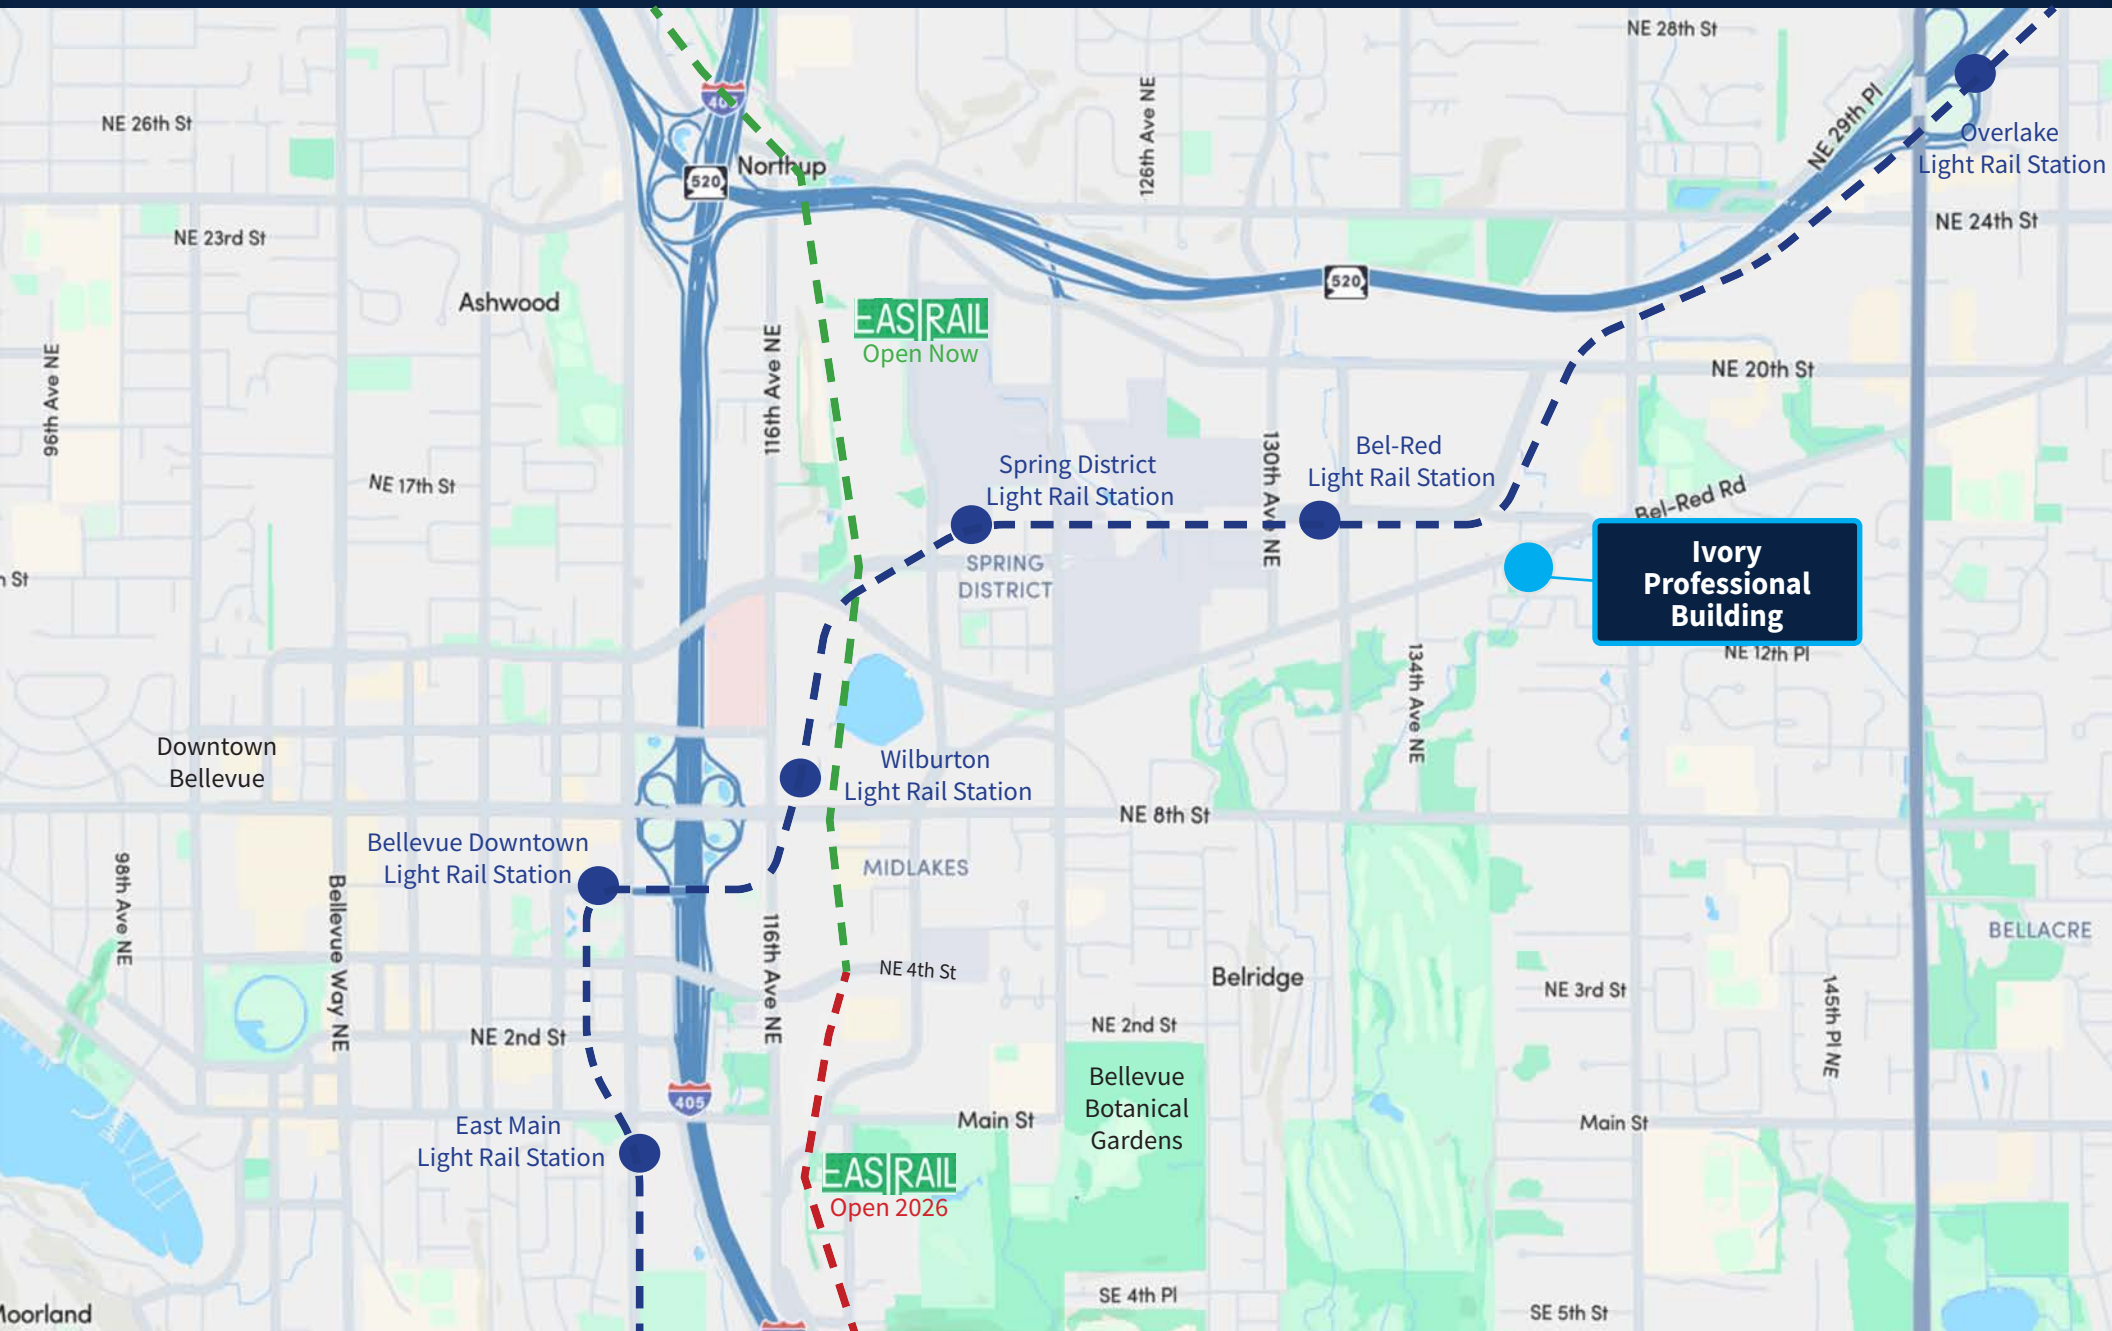 NE 28th St
NE 29th Pl
405
NE 26th St
126th Ave NE
Overlake
Light Rail Station
Northup
520
NE 24th St
NE 23rd St
520
Ashwood
EASTRAIL
Open Now
116th Ave NE
96th Ave NE
NE 20th St
NE 17th St
Spring District
Light Rail Station
130th Ave NE
Bel-Red
Light Rail Station
Bel-Red Rd
Ivory
Professional
Building
SPRING
DISTRICT
h St
NE 12th Pl
134th Ave NE
Downtown
Bellevue
Wilburton
Light Rail Station
NE 8th St
Bellevue Downtown
Light Rail Station
MIDLAKES
98th Ave NE
Bellevue Way NE
116th Ave NE
BELLACRE
NE 4th St
Belridge
NE 3rd St
145th Pl NE
NE 2nd St
NE 2nd St
Bellevue
Botanical
Gardens
405
East Main
Light Rail Station
Main St
Main St
EASTRAIL
Open 2026
SE 4th Pl
SE 5th St
Moorland